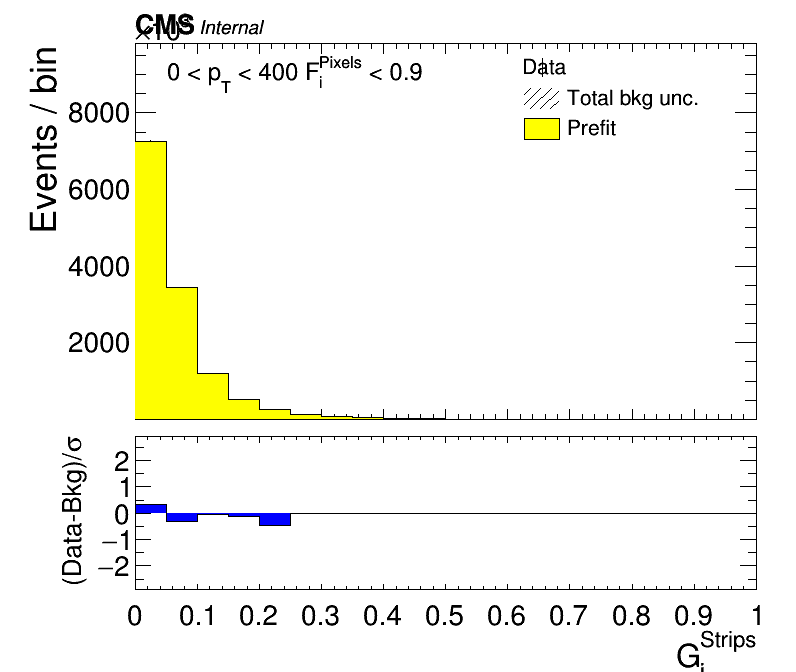 CMS Internal
×10³
0 < p_T < 400 F_i^Pixels < 0.9
Data
Total bkg unc.
Prefit
Events / bin
8000
6000
4000
2000
(Data-Bkg)/σ
2
1
0
−1
−2
0 0.1 0.2 0.3 0.4 0.5 0.6 0.7 0.8 0.9 1
G_i^Strips